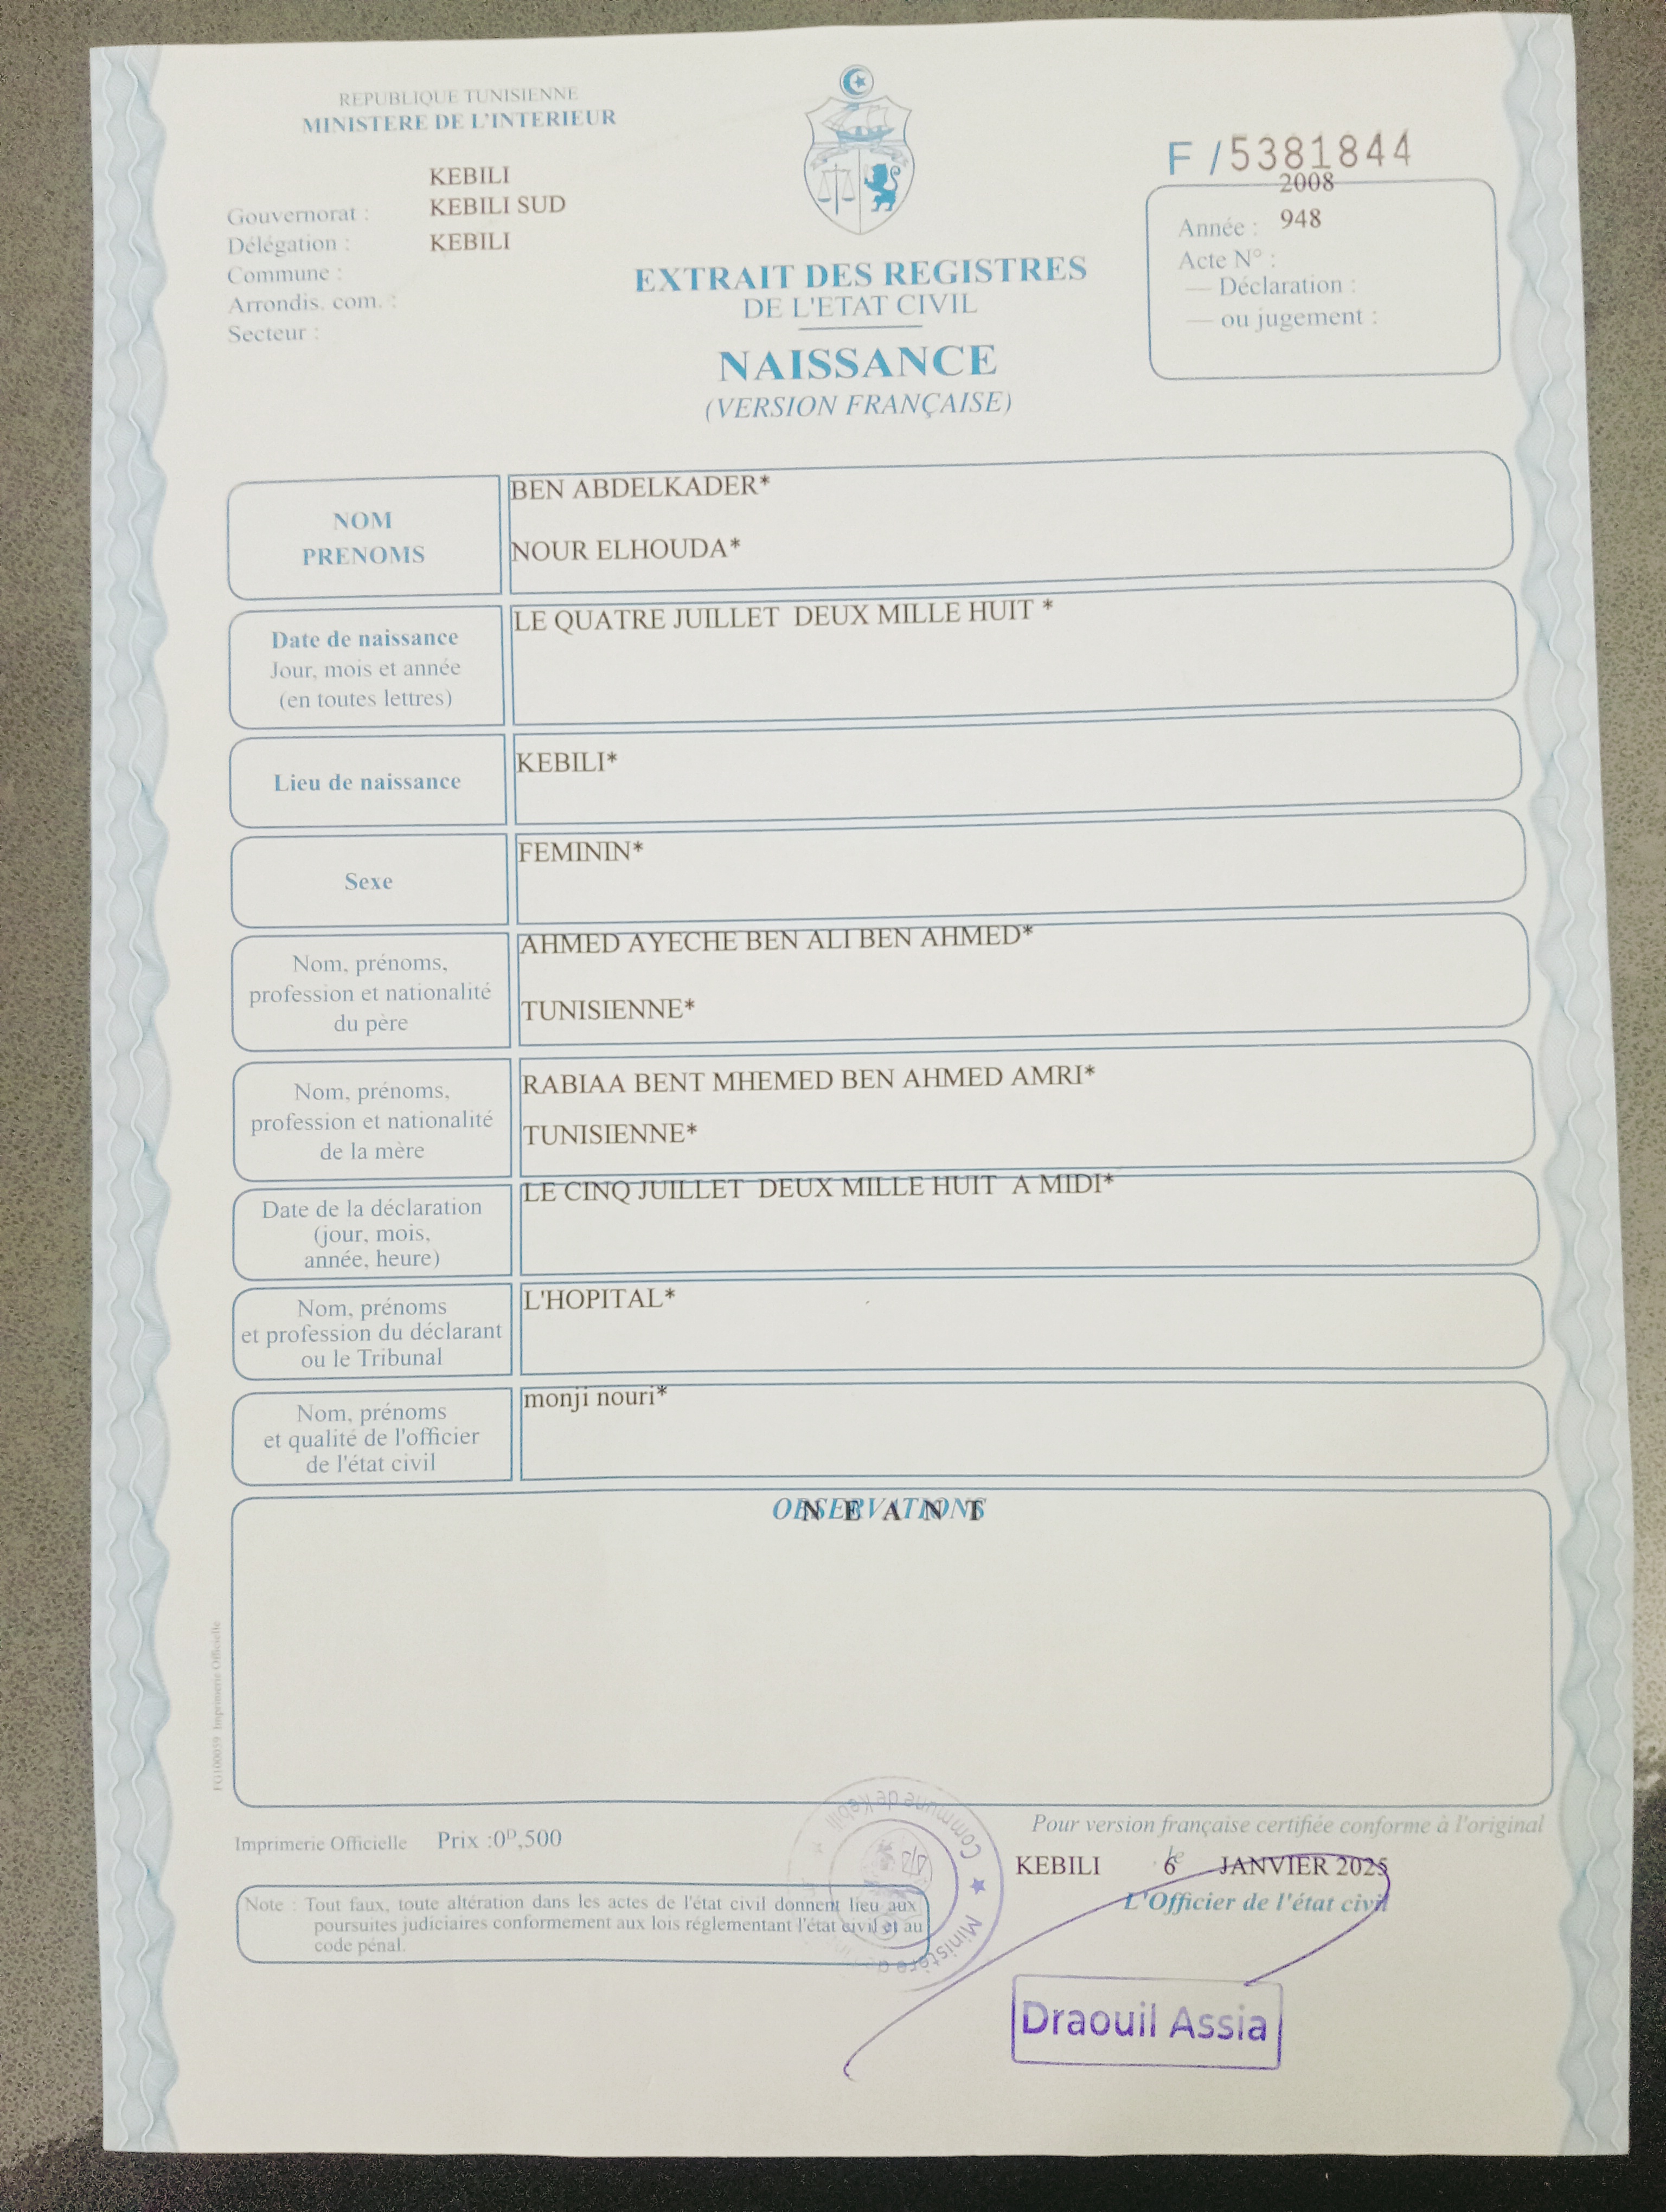 REPUBLIQUE TUNISIENNE
MINISTERE DE L'INTERIEUR
KEBILI
Gouvernorat : KEBILI SUD
Délégation : KEBILI
Commune :
Arrondis. com. :
Secteur :
EXTRAIT DES REGISTRES
DE L'ETAT CIVIL
NAISSANCE
(VERSION FRANÇAISE)
F / 5381844
2008
Année : 948
Acte N° :
— Déclaration :
— ou jugement :
NOM
PRENOMS
BEN ABDELKADER*
NOUR ELHOUDA*
Date de naissance
Jour, mois et année
(en toutes lettres)
LE QUATRE JUILLET DEUX MILLE HUIT *
Lieu de naissance
KEBILI*
Sexe
FEMININ*
Nom, prénoms,
profession et nationalité
du père
AHMED AYECHE BEN ALI BEN AHMED*
TUNISIENNE*
Nom, prénoms,
profession et nationalité
de la mère
RABIAA BENT MHEMED BEN AHMED AMRI*
TUNISIENNE*
Date de la déclaration
(jour, mois,
année, heure)
LE CINQ JUILLET DEUX MILLE HUIT A MIDI*
Nom, prénoms
et profession du déclarant
ou le Tribunal
L'HOPITAL*
Nom, prénoms
et qualité de l'officier
de l'état civil
monji nouri*
OBSERVATIONS
N E A N T
FG100059 Imprimerie Officielle
Imprimerie Officielle Prix :0ᴰ,500
Note : Tout faux, toute altération dans les actes de l'état civil donnent lieu aux
poursuites judiciaires conformement aux lois réglementant l'état civil et au
code pénal.
Commune de Kebili
Ministère de
Pour version française certifiée conforme à l'original
KEBILI le 6 JANVIER 2025
L'Officier de l'état civil
Draouil Assia